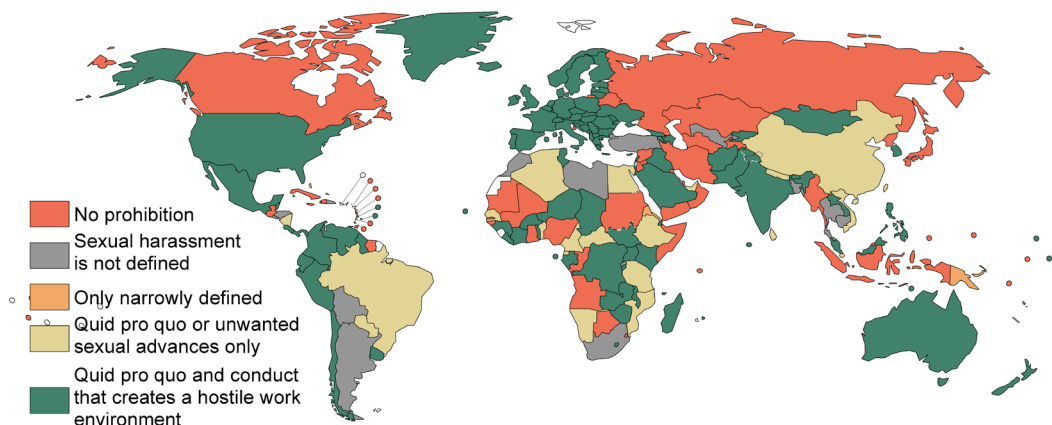 No prohibition
Sexual harassment
is not defined
Only narrowly defined
Quid pro quo or unwanted
sexual advances only
Quid pro quo and conduct
that creates a hostile work
environment